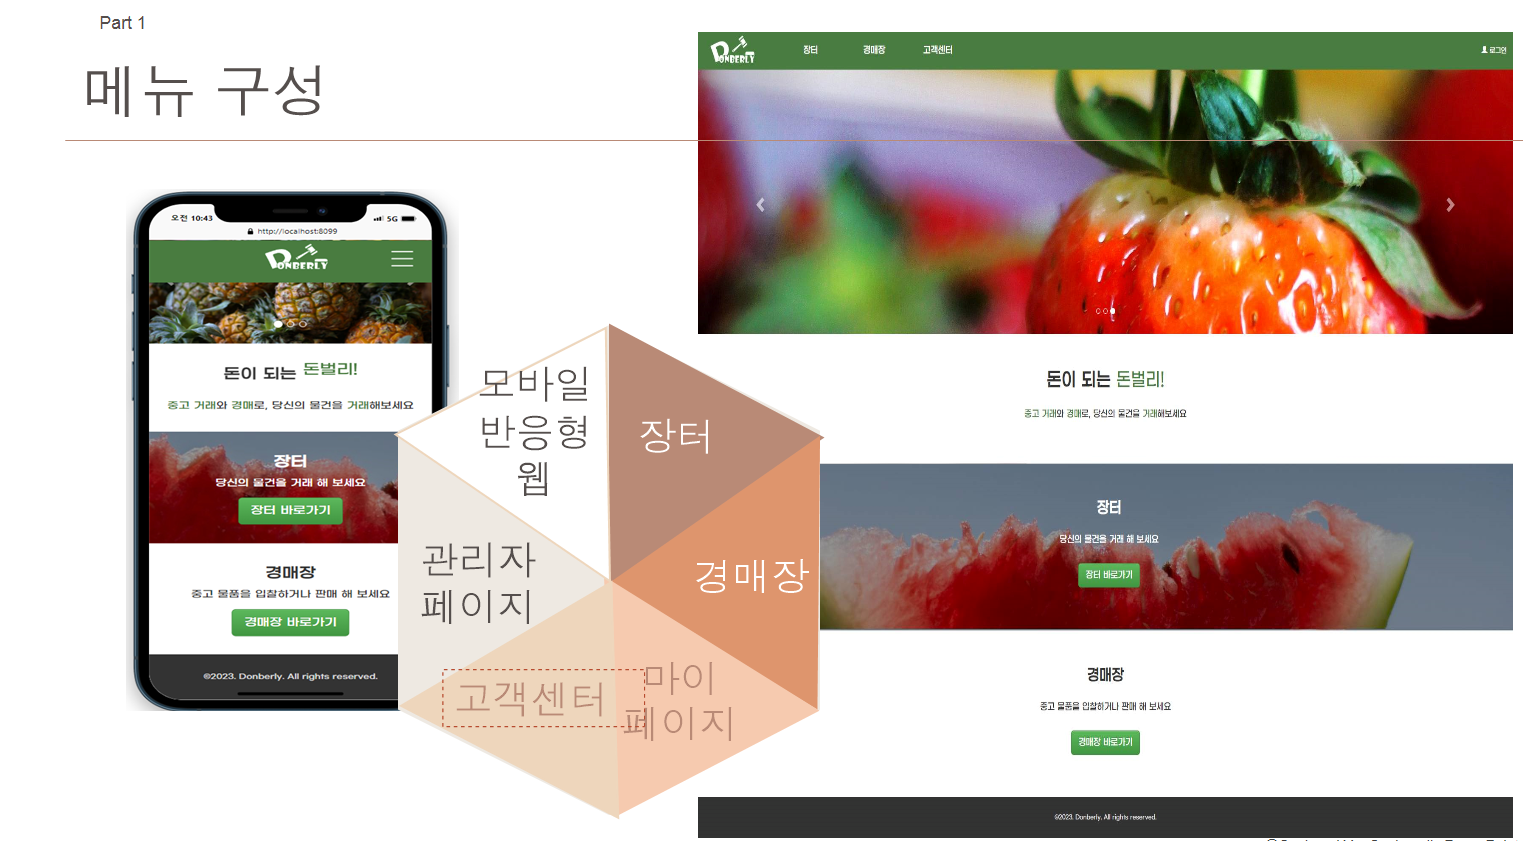 Part 1
메뉴 구성
오전 10:43
5G
http://localhost:8099
DONBERLY
돈이 되는 돈벌리!
중고 거래와 경매로, 당신의 물건을 거래해보세요
장터
당신의 물건을 거래 해 보세요
장터 바로가기
경매장
중고 물품을 입찰하거나 판매 해 보세요
경매장 바로가기
©2023. Donberly. All rights reserved.
모바일
반응형
웹
장터
경매장
마이
페이지
고객센터
관리자
페이지
DONBERLY
장터
경매장
고객센터
로그인
돈이 되는 돈벌리!
중고 거래와 경매로, 당신의 물건을 거래해보세요
장터
당신의 물건을 거래 해 보세요
장터 바로가기
경매장
중고 물품을 입찰하거나 판매 해 보세요
경매장 바로가기
©2023. Donberly. All rights reserved.